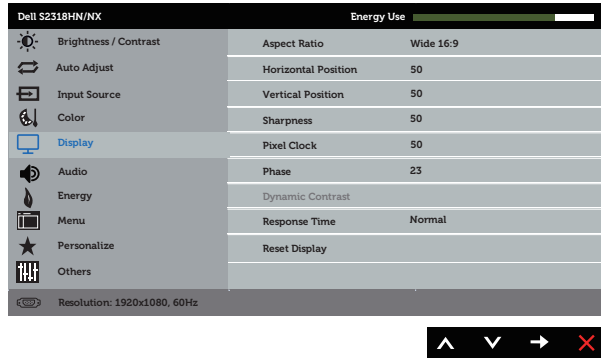 Dell S2318HN/NX Energy Use
Brightness / Contrast
Auto Adjust
Input Source
Color
Display
Audio
Energy
Menu
Personalize
Others
Aspect Ratio Wide 16:9
Horizontal Position 50
Vertical Position 50
Sharpness 50
Pixel Clock 50
Phase 23
Dynamic Contrast
Response Time Normal
Reset Display
Resolution: 1920x1080, 60Hz